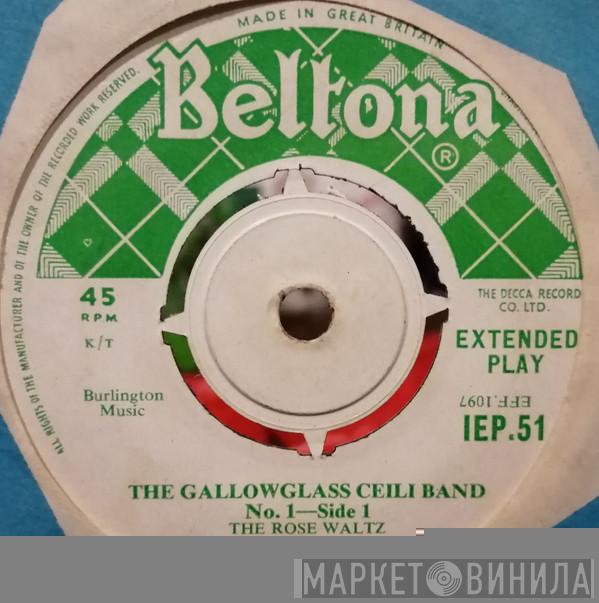 MADE IN GREAT BRITAIN
Beltona
®
ALL RIGHTS OF THE MANUFACTURER AND OF THE OWNER OF THE RECORDED WORK RESERVED.
45
RPM
K/T
Burlington
Music
THE DECCA RECORD
CO. LTD.
EXTENDED
PLAY
EFF.1097
IEP.51
THE GALLOWGLASS CEILI BAND
No. 1—Side 1
THE ROSE WALTZ
МАРКЕТ ВИНИЛА